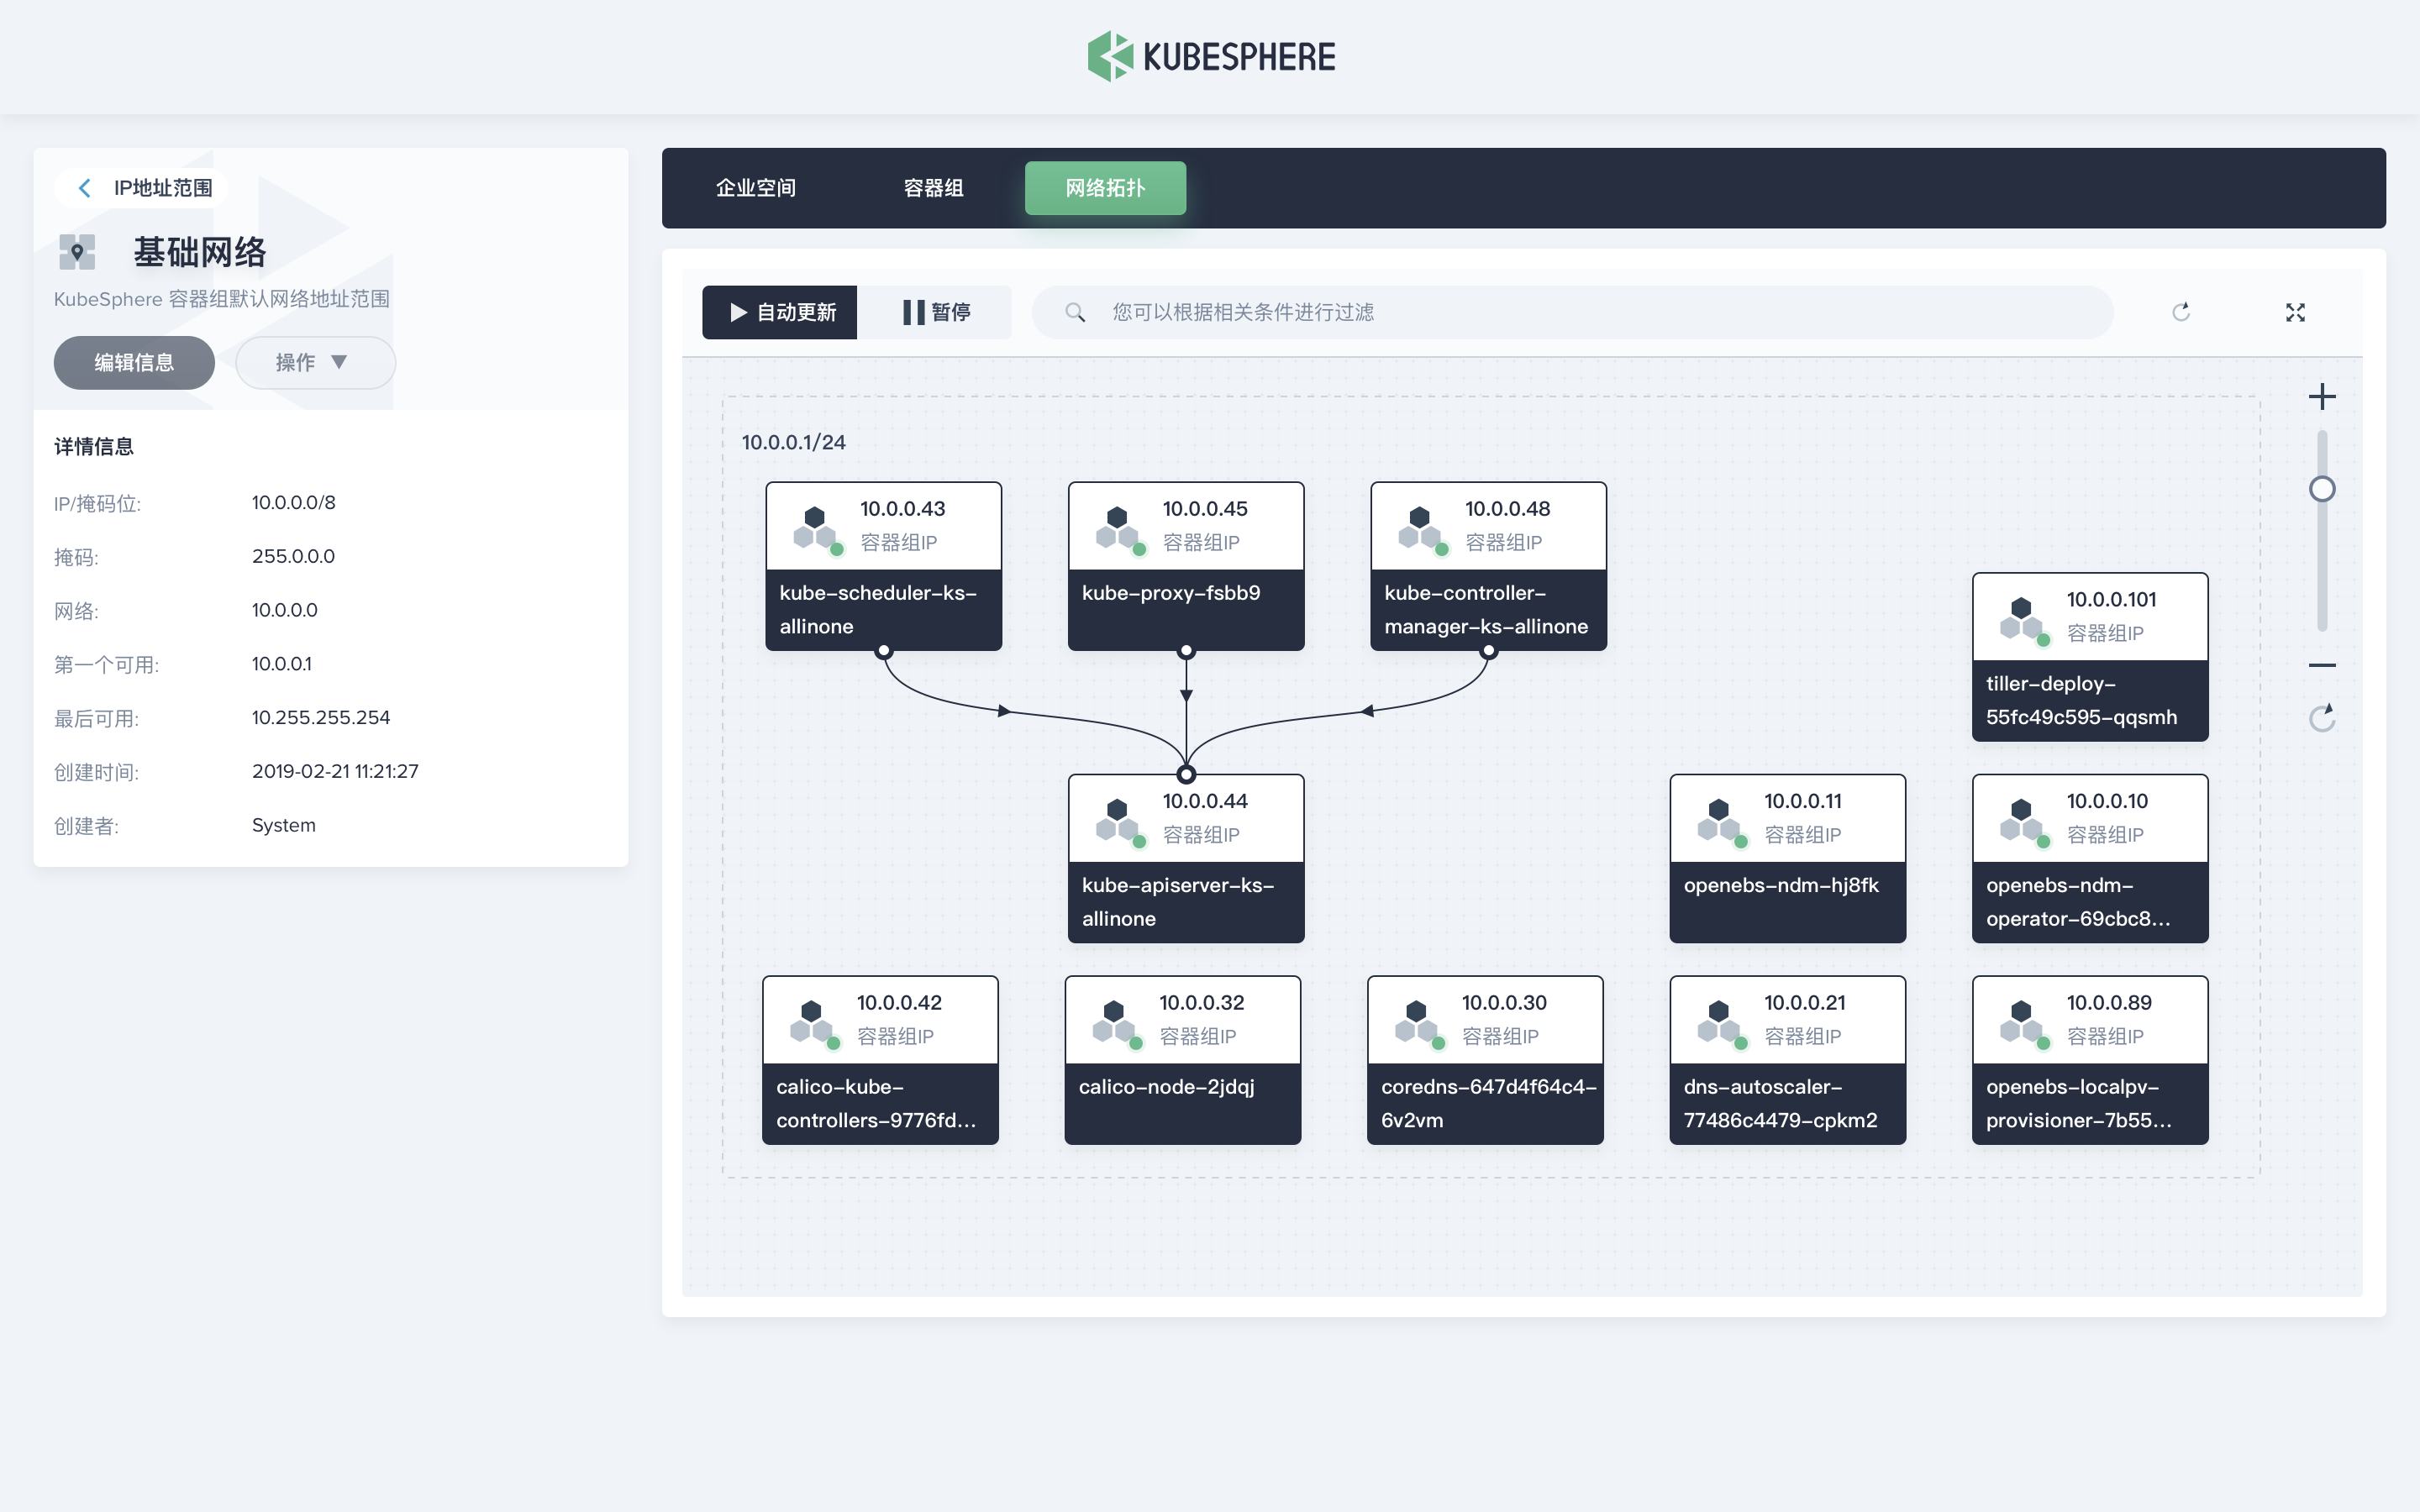 KUBESPHERE
IP地址范围
基础网络
KubeSphere 容器组默认网络地址范围
编辑信息
操作
详情信息
IP/掩码位: 10.0.0.0/8
掩码: 255.0.0.0
网络: 10.0.0.0
第一个可用: 10.0.0.1
最后可用: 10.255.255.254
创建时间: 2019-02-21 11:21:27
创建者: System
企业空间
容器组
网络拓扑
自动更新
暂停
您可以根据相关条件进行过滤
10.0.0.1/24
10.0.0.43
容器组IP
kube-scheduler-ks-
allinone
10.0.0.45
容器组IP
kube-proxy-fsbb9
10.0.0.48
容器组IP
kube-controller-
manager-ks-allinone
10.0.0.101
容器组IP
tiller-deploy-
55fc49c595-qqsmh
10.0.0.44
容器组IP
kube-apiserver-ks-
allinone
10.0.0.11
容器组IP
openebs-ndm-hj8fk
10.0.0.10
容器组IP
openebs-ndm-
operator-69cbc8...
10.0.0.42
容器组IP
calico-kube-
controllers-9776fd...
10.0.0.32
容器组IP
calico-node-2jdqj
10.0.0.30
容器组IP
coredns-647d4f64c4-
6v2vm
10.0.0.21
容器组IP
dns-autoscaler-
77486c4479-cpkm2
10.0.0.89
容器组IP
openebs-localpv-
provisioner-7b55...